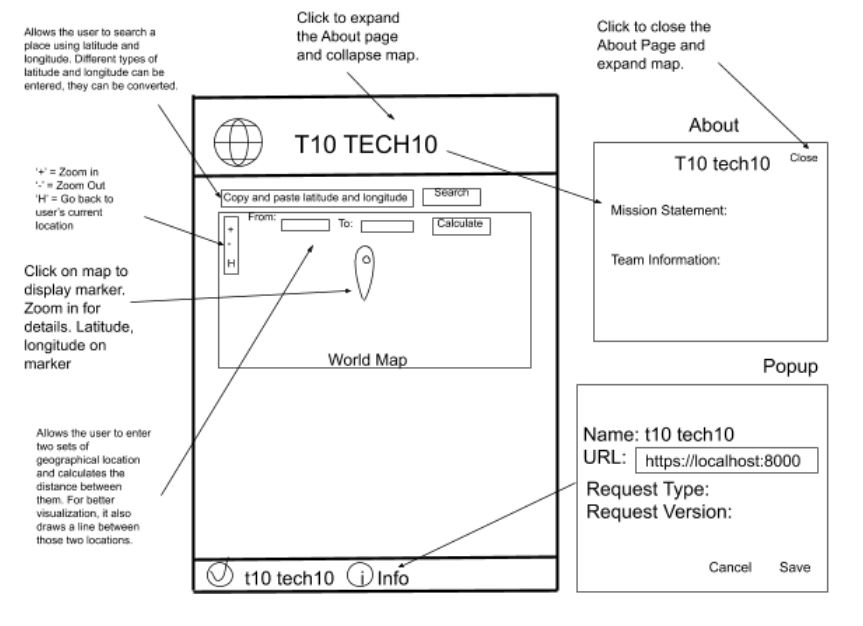 Allows the user to search a
place using latitude and
longitude. Different types of
latitude and longitude can be
entered, they can be converted.
Click to expand
the About page
and collapse map.
Click to close the
About Page and
expand map.
T10 TECH10
About
T10 tech10
Close
Mission Statement:
Team Information:
'+' = Zoom in
'-' = Zoom Out
'H' = Go back to
user's current
location
Copy and paste latitude and longitude
Search
From:
To:
Calculate
+
-
H
Click on map to
display marker.
Zoom in for
details. Latitude,
longitude on
marker
World Map
Popup
Name: t10 tech10
URL: https://localhost:8000
Request Type:
Request Version:
Cancel Save
Allows the user to enter
two sets of
geographical location
and calculates the
distance between
them. For better
visualization, it also
draws a line between
those two locations.
t10 tech10 i Info